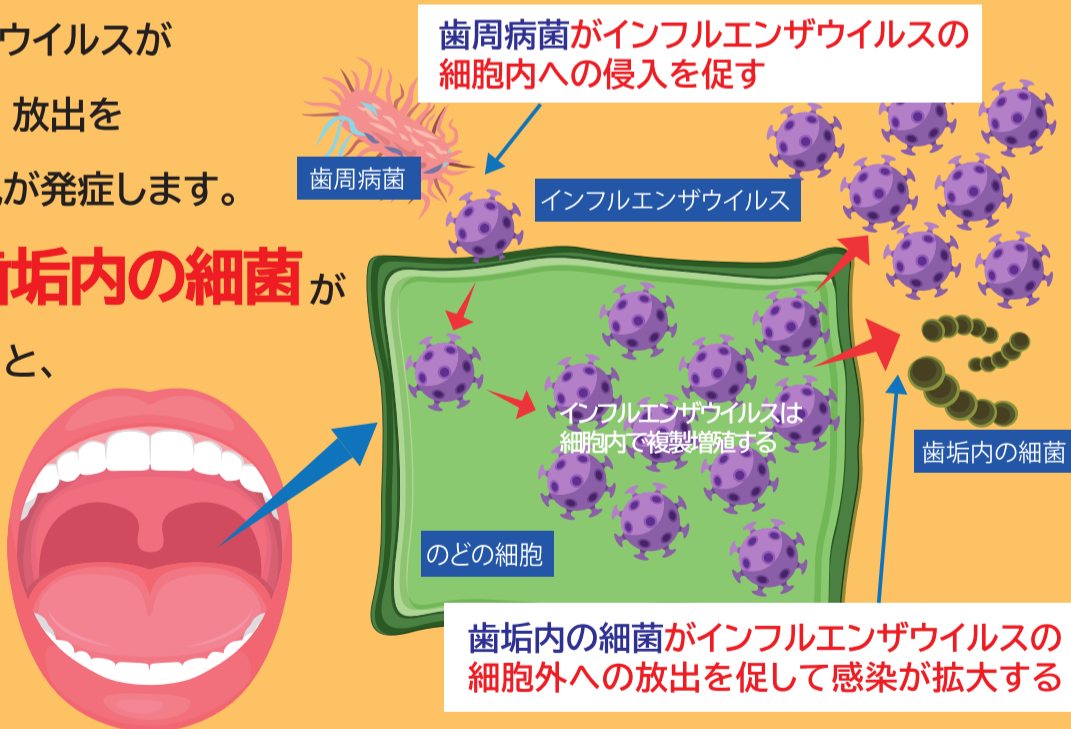 ウイルスが
放出を
が発症します。
垢内の細菌が
と、
歯周病菌がインフルエンザウイルスの
細胞内への侵入を促す
歯周病菌
インフルエンザウイルス
インフルエンザウイルスは
細胞内で複製増殖する
歯垢内の細菌
のどの細胞
歯垢内の細菌がインフルエンザウイルスの
細胞外への放出を促して感染が拡大する